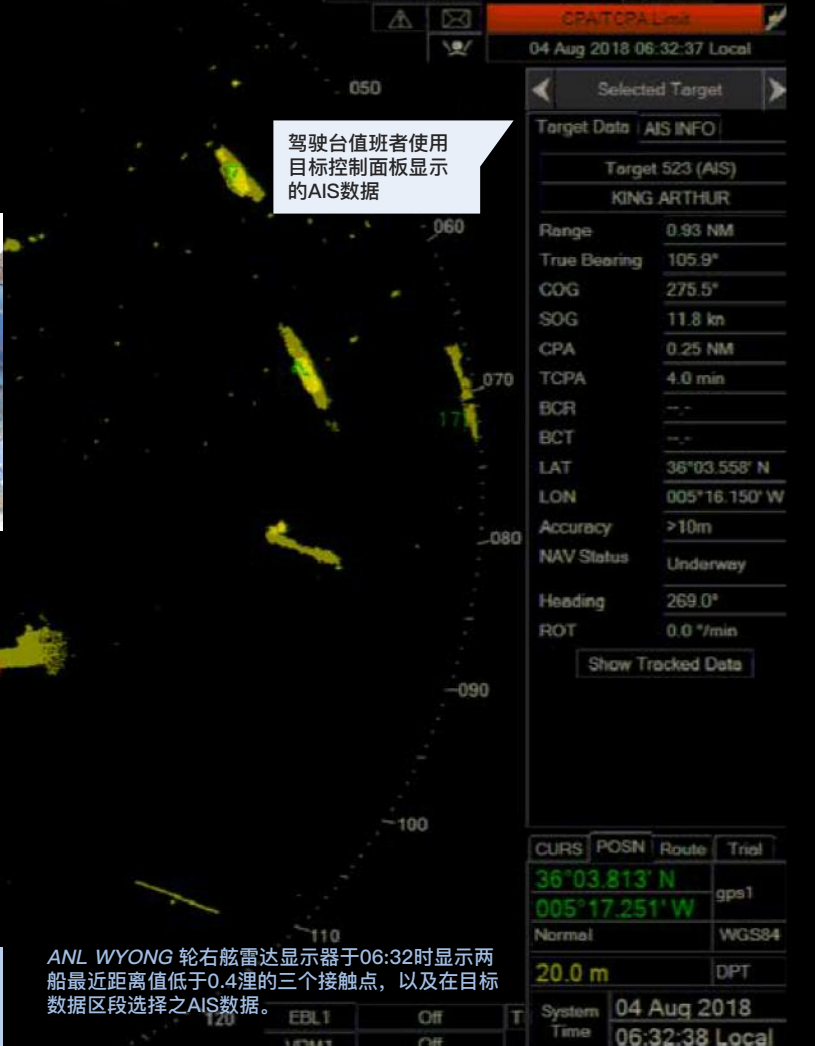 CPA/TCPA Limit
04 Aug 2018 06:32:37 Local
050
Selected Target
驾驶台值班者使用
目标控制面板显示
的AIS数据
Target Data AIS INFO
Target 523 (AIS)
KING ARTHUR
060
Range 0.93 NM
True Bearing 105.9°
COG 275.5°
SOG 11.8 kn
CPA 0.25 NM
070
TCPA 4.0 min
17
BCR --.-
BCT --.-
LAT 36°03.558' N
LON 005°16.150' W
080
Accuracy >10m
NAV Status Underway
Heading 269.0°
ROT 0.0 °/min
Show Tracked Data
090
100
CURS POSN Route Trial
36°03.813' N
gps1
005°17.251' W
110
Normal WGS84
ANL WYONG 轮右舷雷达显示器于06:32时显示两
船最近距离值低于0.4浬的三个接触点，以及在目标
数据区段选择之AIS数据。
20.0 m DPT
120
EBL1 Off T
System Time 04 Aug 2018
06:32:38 Local
VRM1 Off